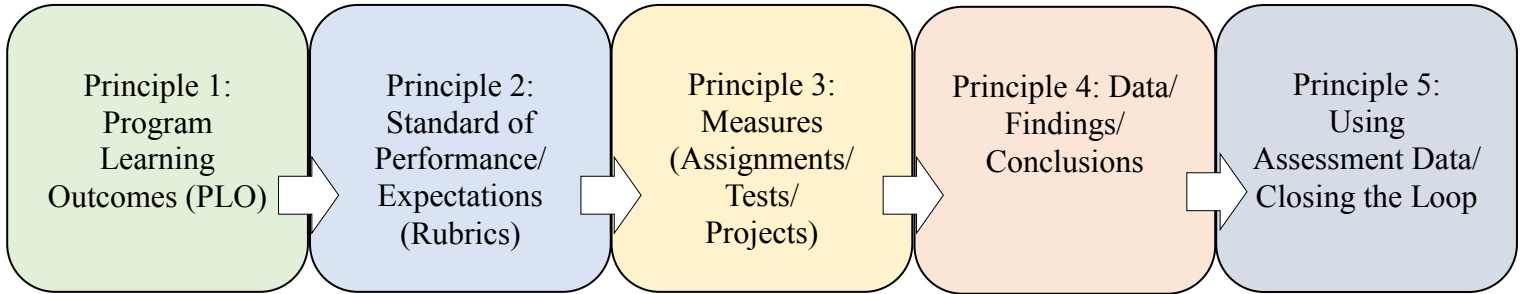 Principle 1:
Program
Learning
Outcomes (PLO)
Principle 2:
Standard of
Performance/
Expectations
(Rubrics)
Principle 3:
Measures
(Assignments/
Tests/
Projects)
Principle 4: Data/
Findings/
Conclusions
Principle 5:
Using
Assessment Data/
Closing the Loop